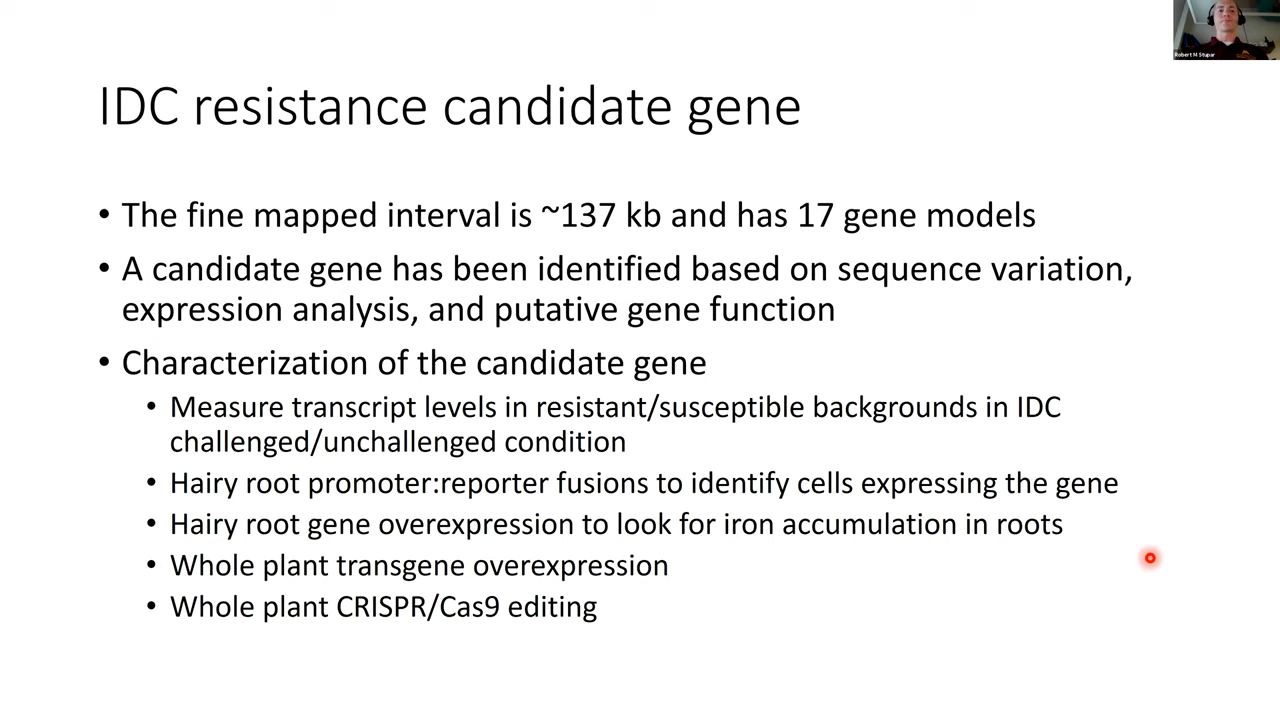 Robert M Stupar
IDC resistance candidate gene
• The fine mapped interval is ~137 kb and has 17 gene models
• A candidate gene has been identified based on sequence variation,
expression analysis, and putative gene function
• Characterization of the candidate gene
• Measure transcript levels in resistant/susceptible backgrounds in IDC
challenged/unchallenged condition
• Hairy root promoter:reporter fusions to identify cells expressing the gene
• Hairy root gene overexpression to look for iron accumulation in roots
• Whole plant transgene overexpression
• Whole plant CRISPR/Cas9 editing